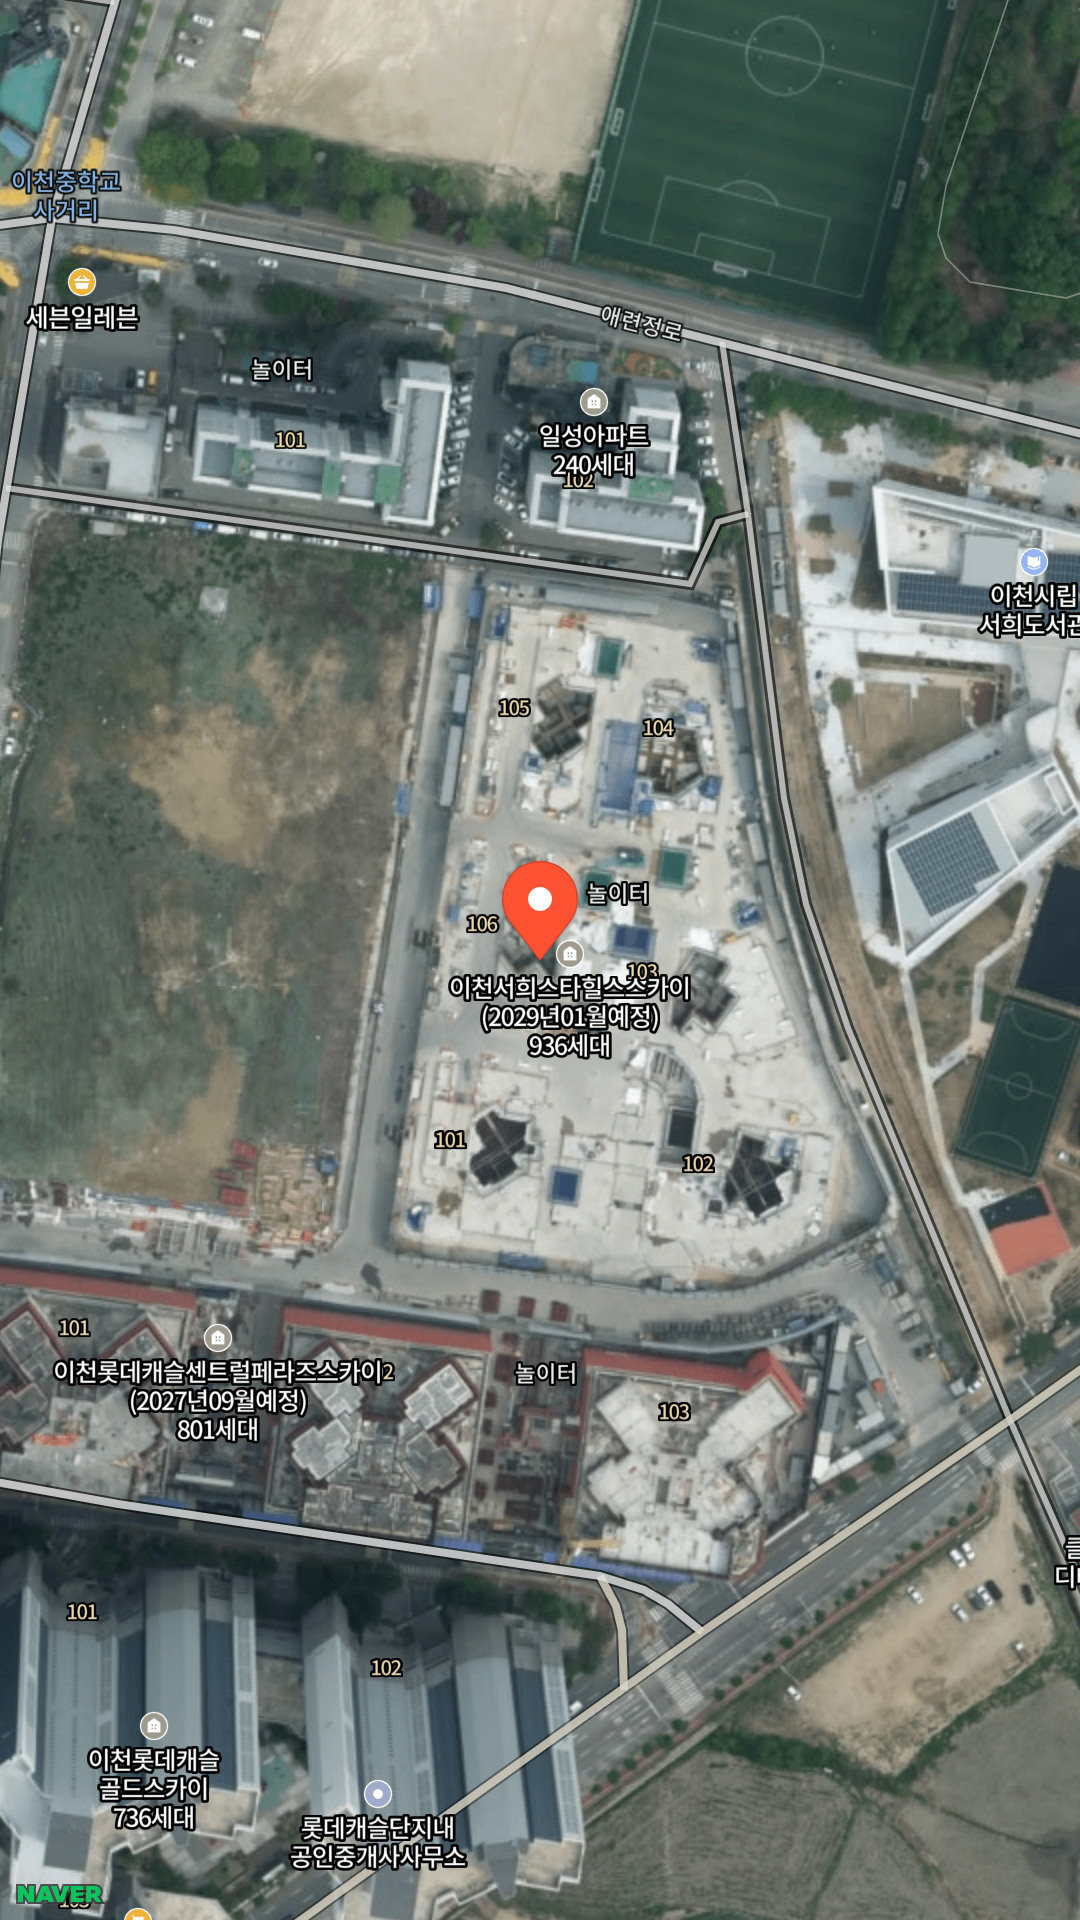 이천중학교
사거리
세븐일레븐
애련정로
놀이터
101
일성아파트
240세대
102
이천시립
서희도서관
105
104
놀이터
106
103
이천서희스타힐스스카이
(2029년01월예정)
936세대
101
102
101
이천롯데캐슬센트럴페라즈스카이2
(2027년09월예정)
801세대
놀이터
103
101
102
이천롯데캐슬
골드스카이
736세대
롯데캐슬단지내
공인중개사사무소
NAVER